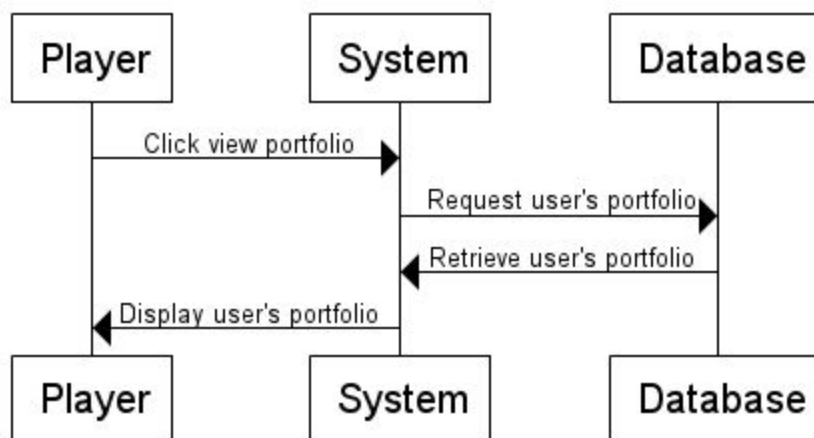 Player System Database
Click view portfolio
Request user's portfolio
Retrieve user's portfolio
Display user's portfolio
Player System Database